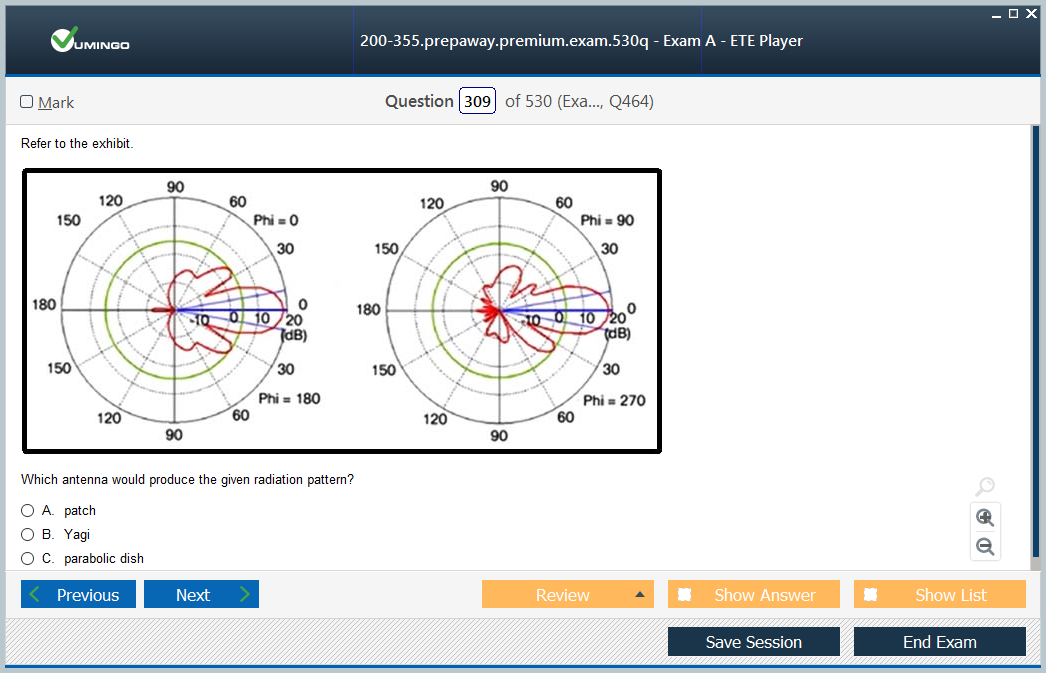 VUMINGO
200-355.prepaway.premium.exam.530q - Exam A - ETE Player
Mark
Question 309 of 530 (Exa..., Q464)
Refer to the exhibit.
90
120
60
150
Phi = 0
30
180
0
-10 0 10 20
(dB)
150
30
Phi = 180
120
60
90
90
120
60
Phi = 90
150
30
180
0
-10 0 10 20
(dB)
150
30
Phi = 270
120
60
90
Which antenna would produce the given radiation pattern?
A. patch
B. Yagi
C. parabolic dish
Previous
Next
Review
Show Answer
Show List
Save Session
End Exam